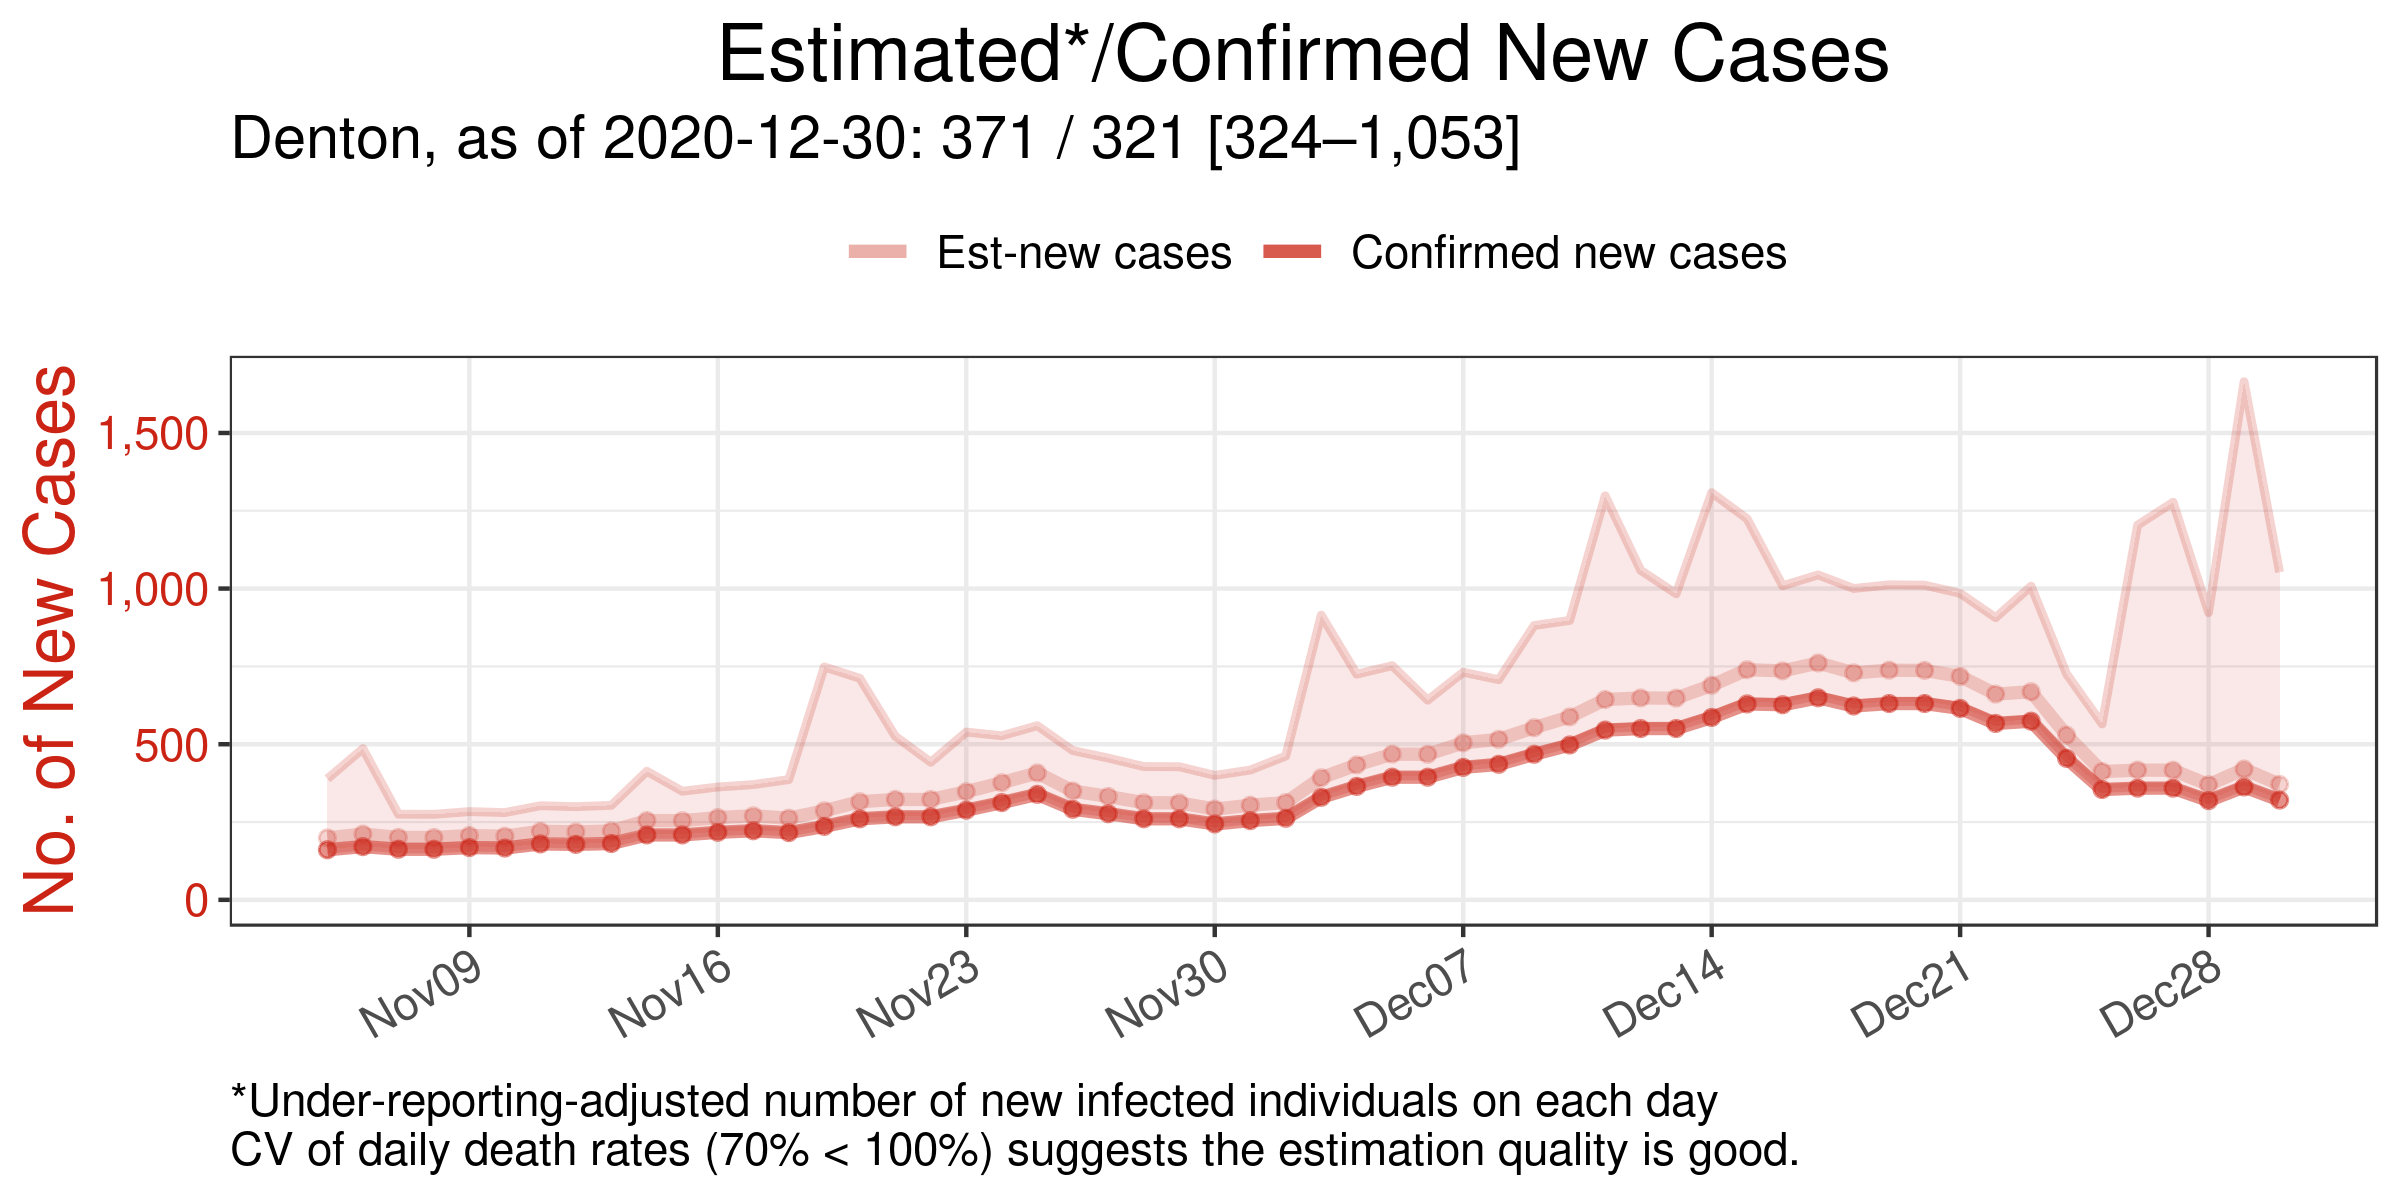 Estimated*/Confirmed New Cases
Denton, as of 2020-12-30: 371 / 321 [324–1,053]
Est-new cases Confirmed new cases
No. of New Cases
1,500
1,000
500
0
Nov09 Nov16 Nov23 Nov30 Dec07 Dec14 Dec21 Dec28
*Under-reporting-adjusted number of new infected individuals on each day
CV of daily death rates (70% < 100%) suggests the estimation quality is good.